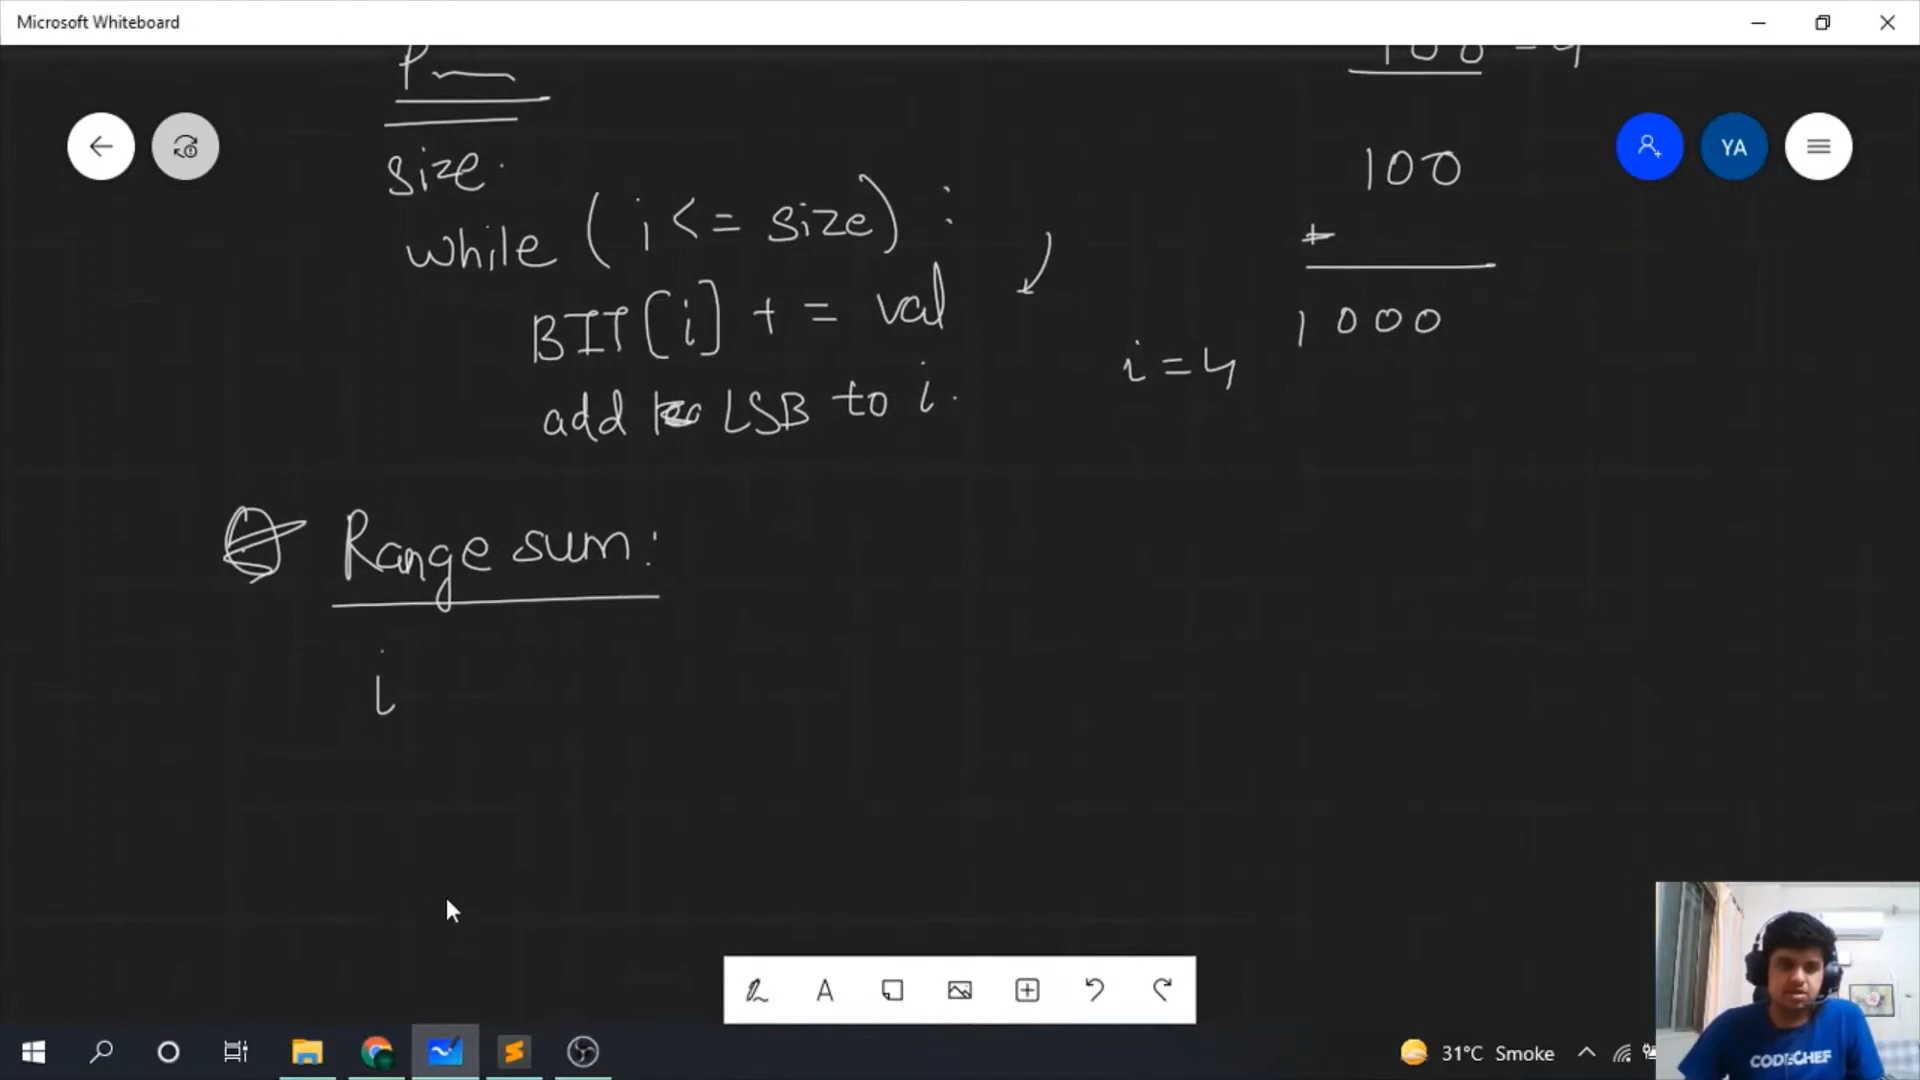 Microsoft Whiteboard
size.
while ( i <= size) :
BIT[i] + = val
add LSB to i.
100
+
1000
i = 4
YA
Range sum:
i
A
31°C Smoke
CODECHEF